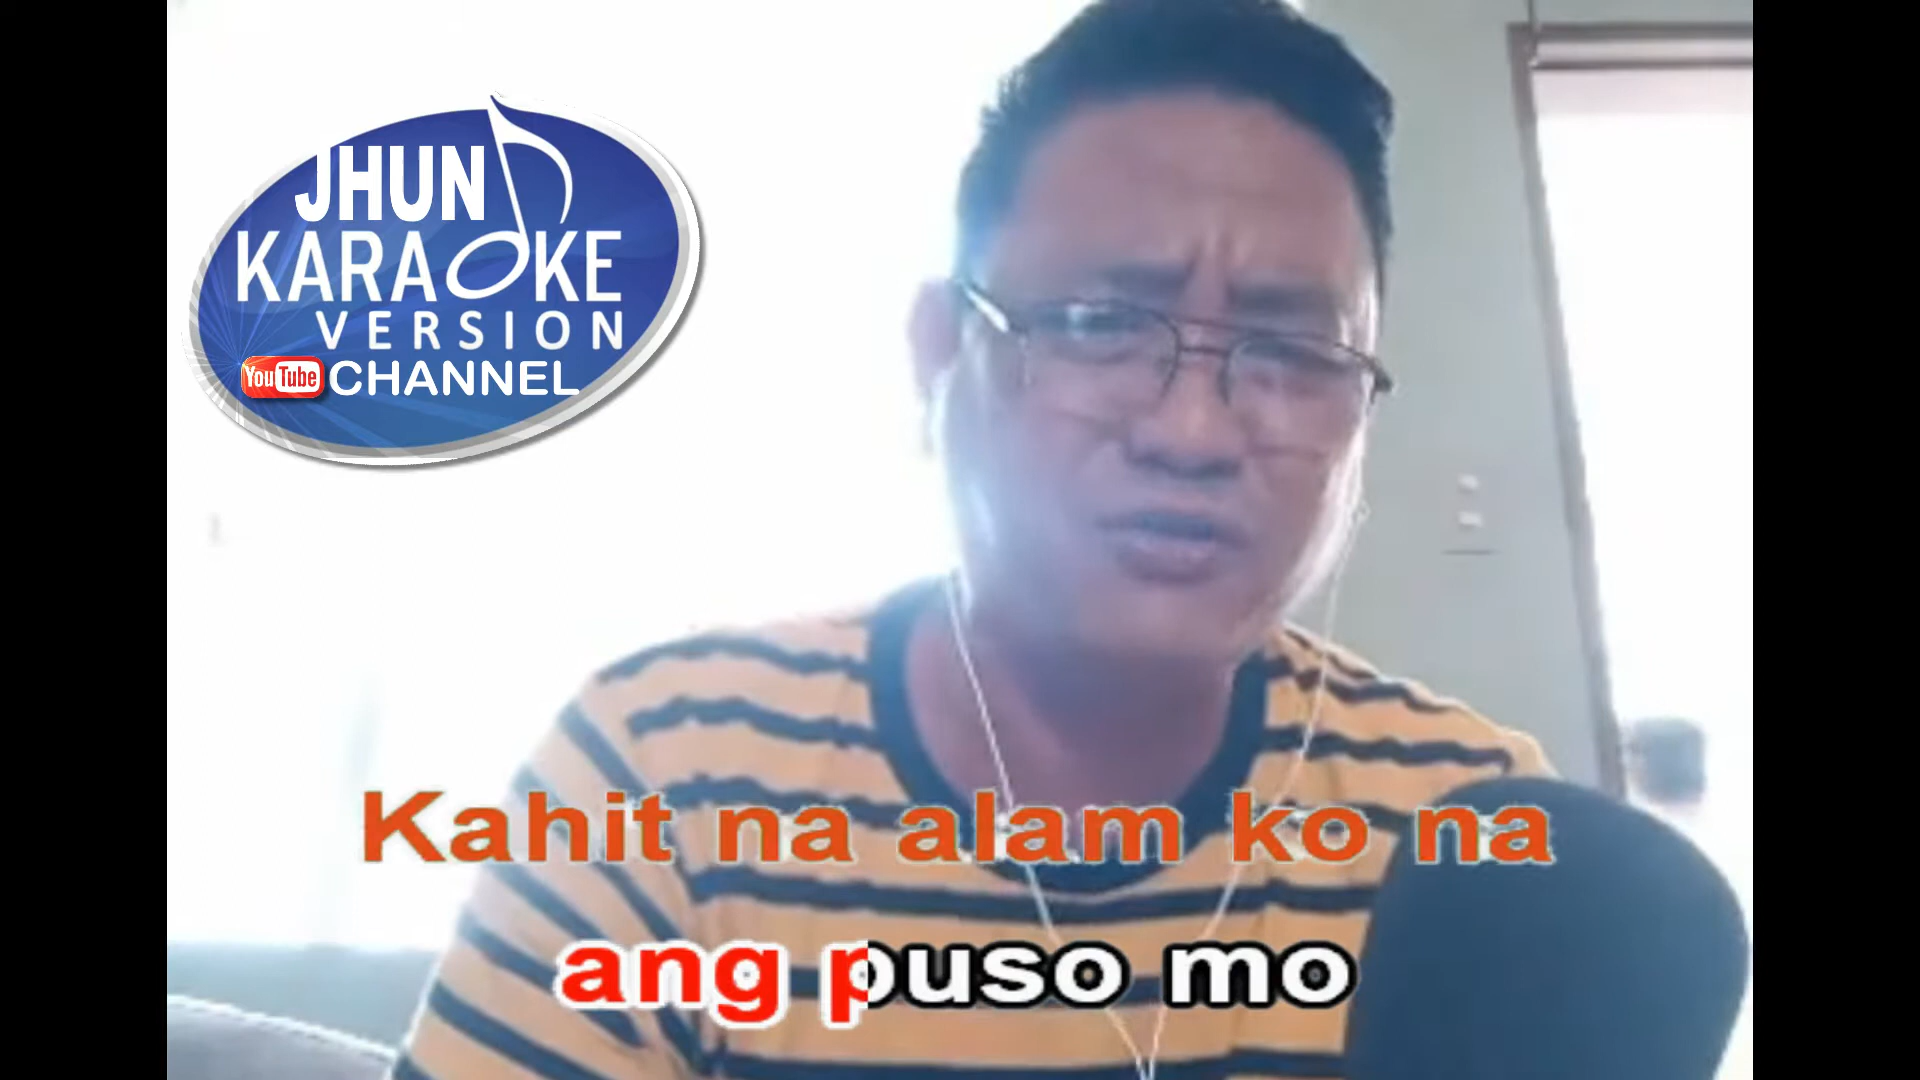 JHUN
KARAOKE
VERSION
YouTube CHANNEL
Kahit na alam ko na
ang puso mo